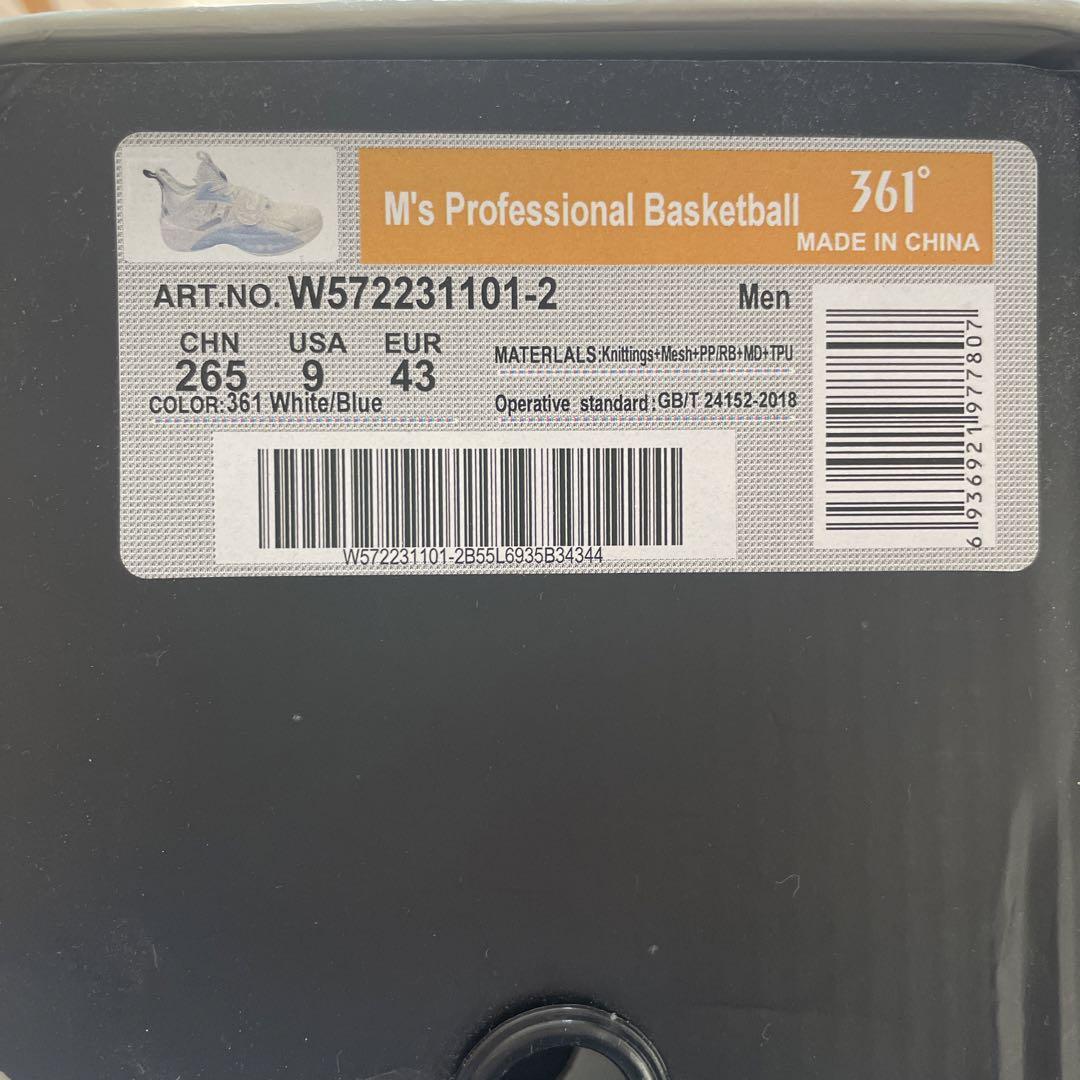 M's Professional Basketball
361°
MADE IN CHINA
ART.NO. W572231101-2
Men
CHN USA EUR
265 9 43
COLOR:361 White/Blue
MATERLALS:Knittings+Mesh+PP/RB+MD+TPU
Operative standard:GB/T 24152-2018
W572231101-2B55L6935B34344
6936921977807